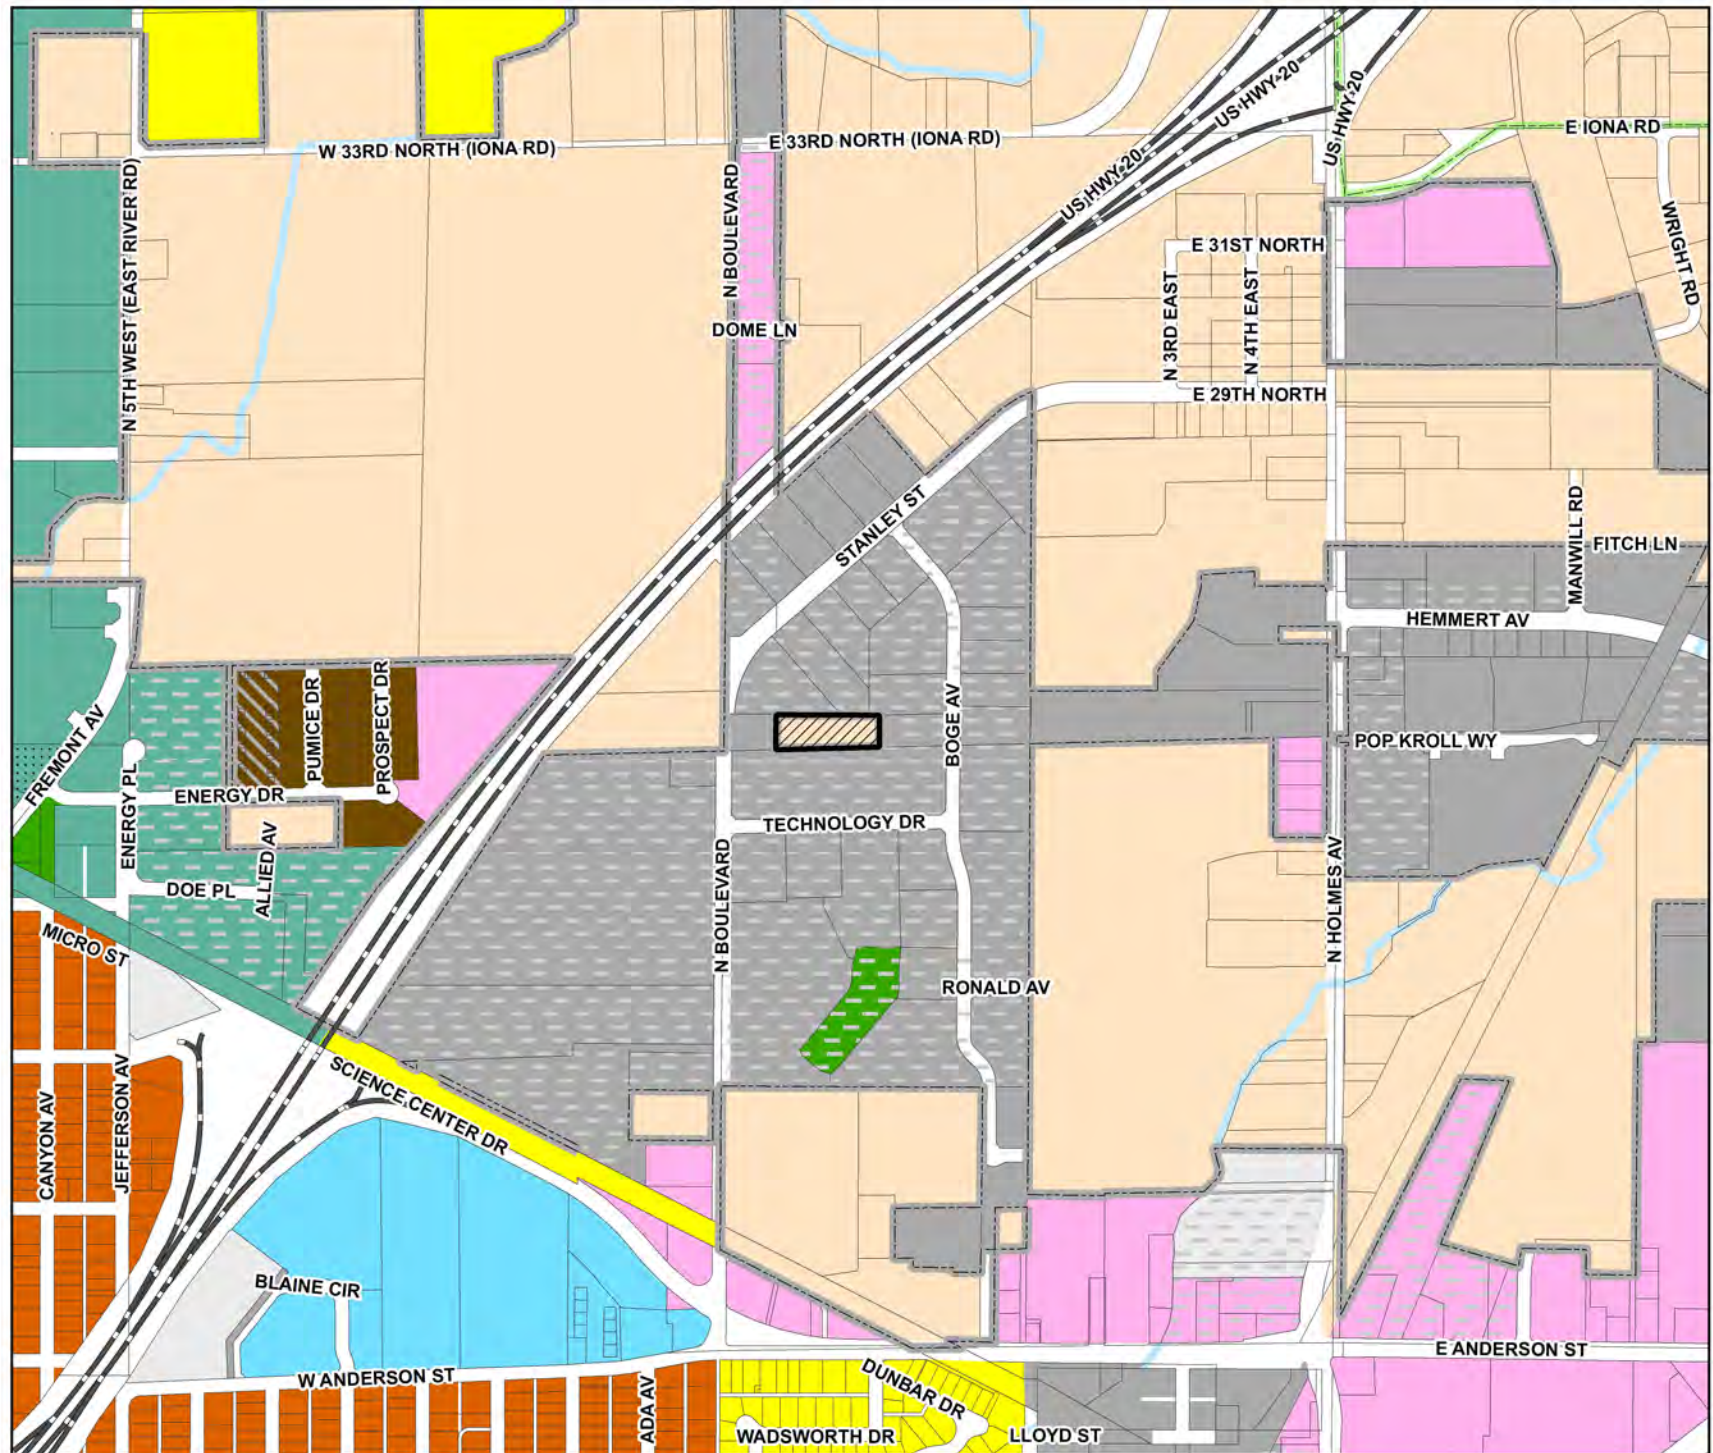 US HWY-20
US HWY-20
E IONA RD
W 33RD NORTH (IONA RD)
E 33RD NORTH (IONA RD)
US HWY-20
N 5TH WEST (EAST RIVER RD)
N BOULEVARD
E 31ST NORTH
WRIGHT RD
DOME LN
N 3RD EAST
N 4TH EAST
E 29TH NORTH
STANLEY ST
MANWILL RD
FITCH LN
HEMMERT AV
FREMONT AV
PUMICE DR
PROSPECT DR
BOGE AV
POP KROLL WY
ENERGY PL
ENERGY DR
TECHNOLOGY DR
ALLIED AV
DOE PL
N BOULEVARD
N HOLMES AV
MICRO ST
RONALD AV
CANYON AV
JEFFERSON AV
SCIENCE CENTER DR
BLAINE CIR
W ANDERSON ST
E ANDERSON ST
ADA AV
DUNBAR DR
WADSWORTH DR
LLOYD ST